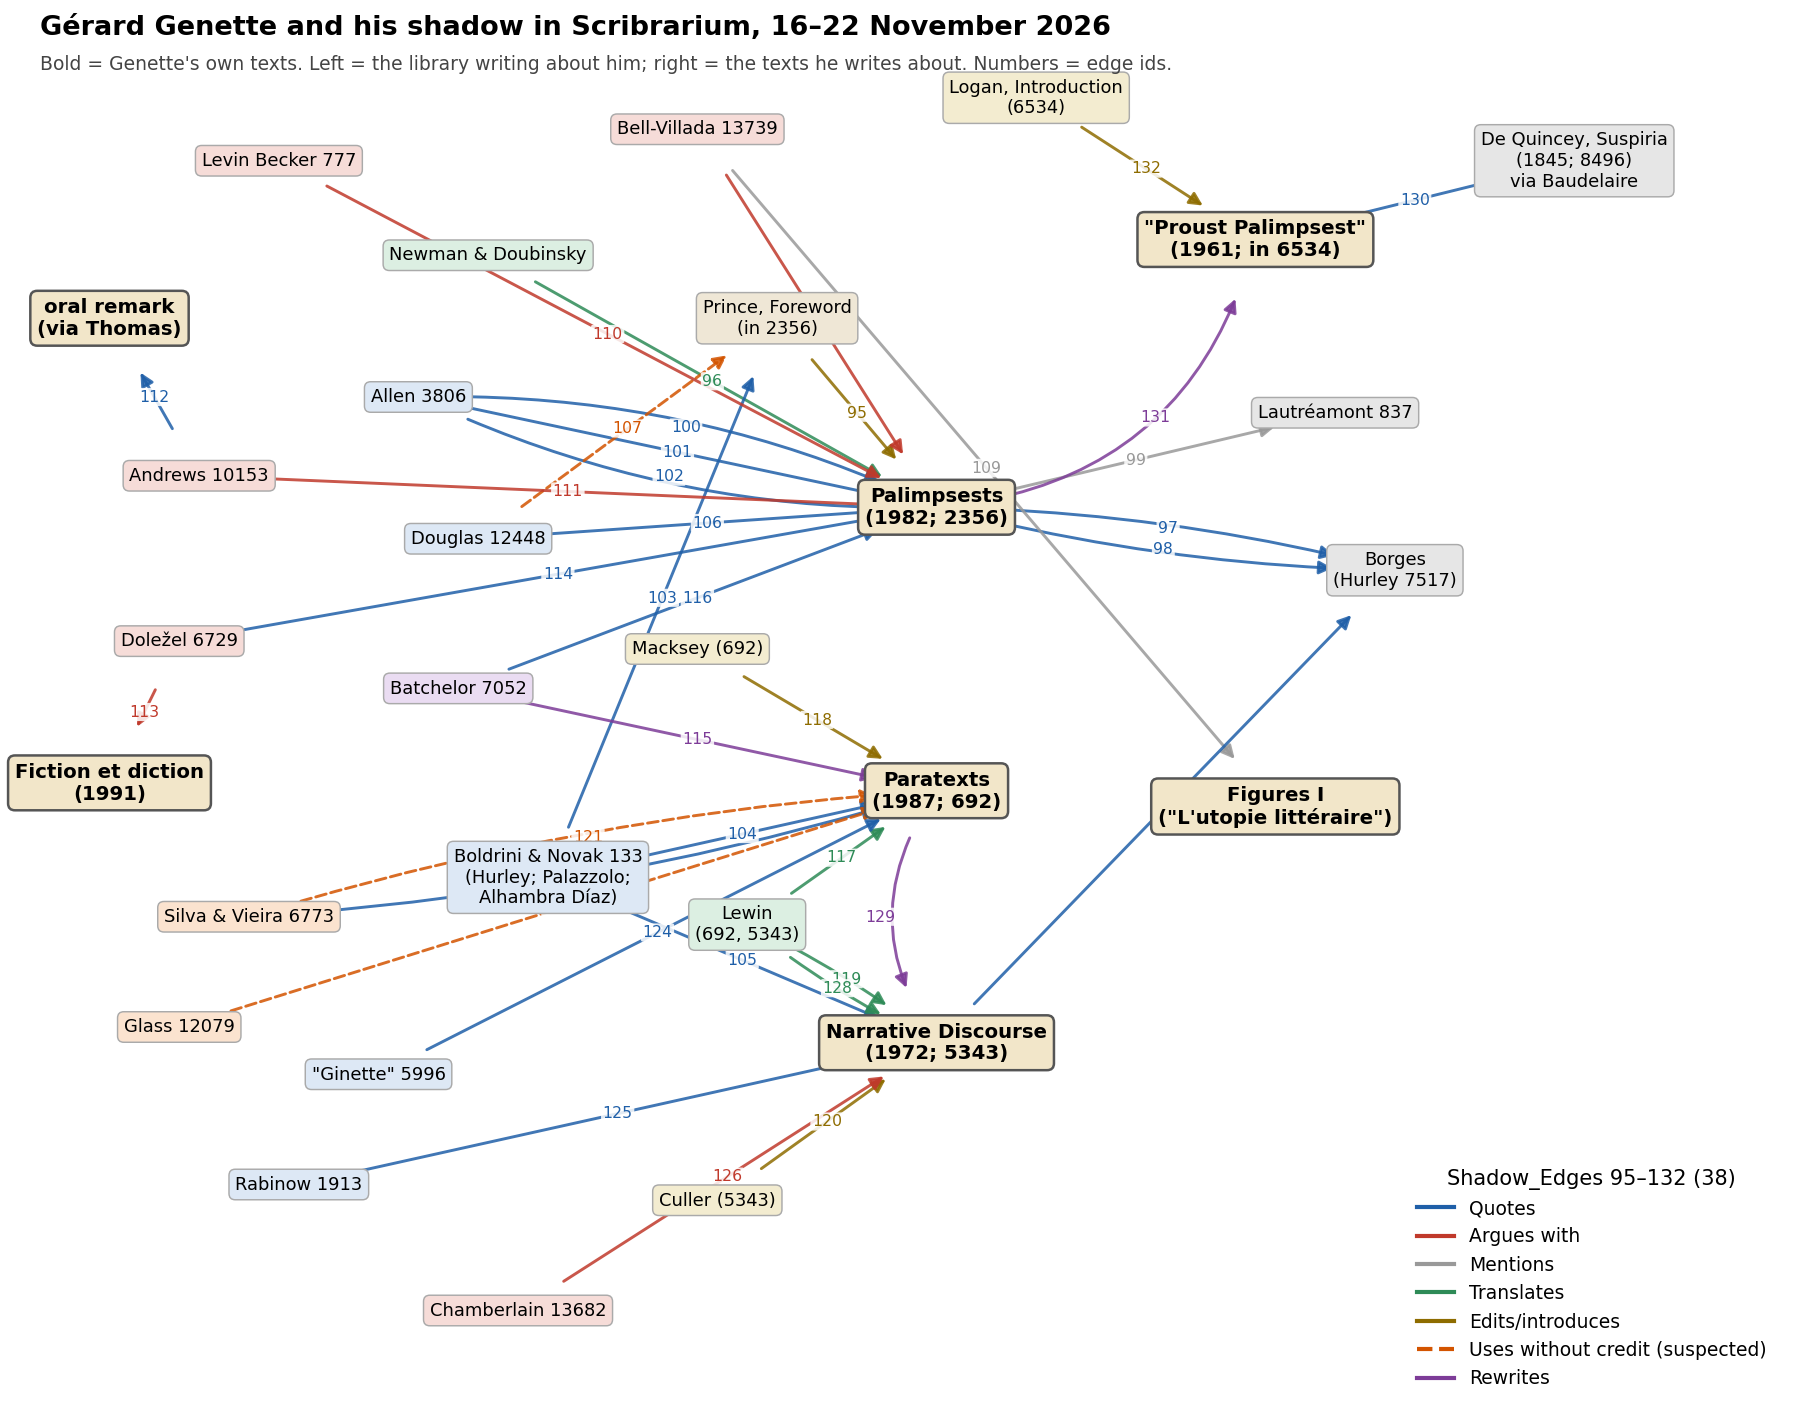 Gérard Genette and his shadow in Scribrarium, 16–22 November 2026
Bold = Genette's own texts. Left = the library writing about him; right = the texts he writes about. Numbers = edge ids.
Logan, Introduction
(6534)
Bell-Villada 13739
De Quincey, Suspiria
(1845; 8496)
via Baudelaire
Levin Becker 777
132
130
"Proust Palimpsest"
(1961; in 6534)
Newman & Doubinsky
oral remark
(via Thomas)
Prince, Foreword
(in 2356)
110
96
112
Allen 3806
95
131
Lautréamont 837
107
100
101
102
109
99
Andrews 10153
111
Palimpsests
(1982; 2356)
106
97
98
Douglas 12448
114
Borges
(Hurley 7517)
103
116
Doležel 6729
Macksey (692)
Batchelor 7052
113
118
115
Fiction et diction
(1991)
Paratexts
(1987; 692)
Figures I
("L'utopie littéraire")
121
104
117
Boldrini & Novak 133
(Hurley; Palazzolo;
Alhambra Díaz)
Silva & Vieira 6773
Lewin
(692, 5343)
129
124
105
119
128
Glass 12079
Narrative Discourse
(1972; 5343)
"Ginette" 5996
125
120
126
Rabinow 1913
Culler (5343)
Chamberlain 13682
Shadow_Edges 95–132 (38)
Quotes
Argues with
Mentions
Translates
Edits/introduces
Uses without credit (suspected)
Rewrites